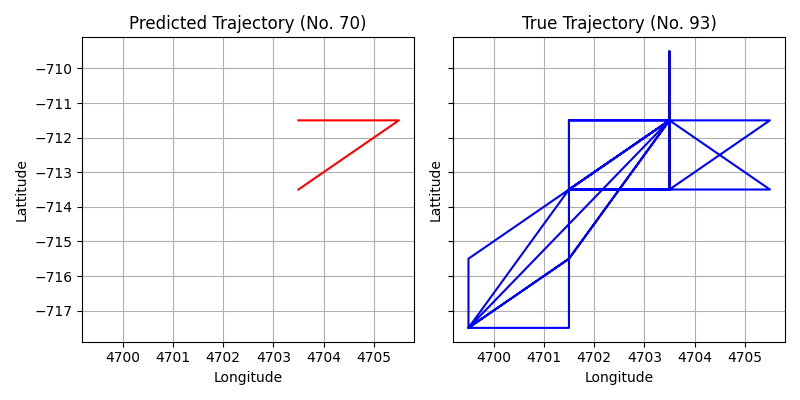 Predicted Trajectory (No. 70)
True Trajectory (No. 93)
−710
−711
−712
−713
−714
−715
−716
−717
Lattitude
Lattitude
4700 4701 4702 4703 4704 4705
4700 4701 4702 4703 4704 4705
Longitude
Longitude